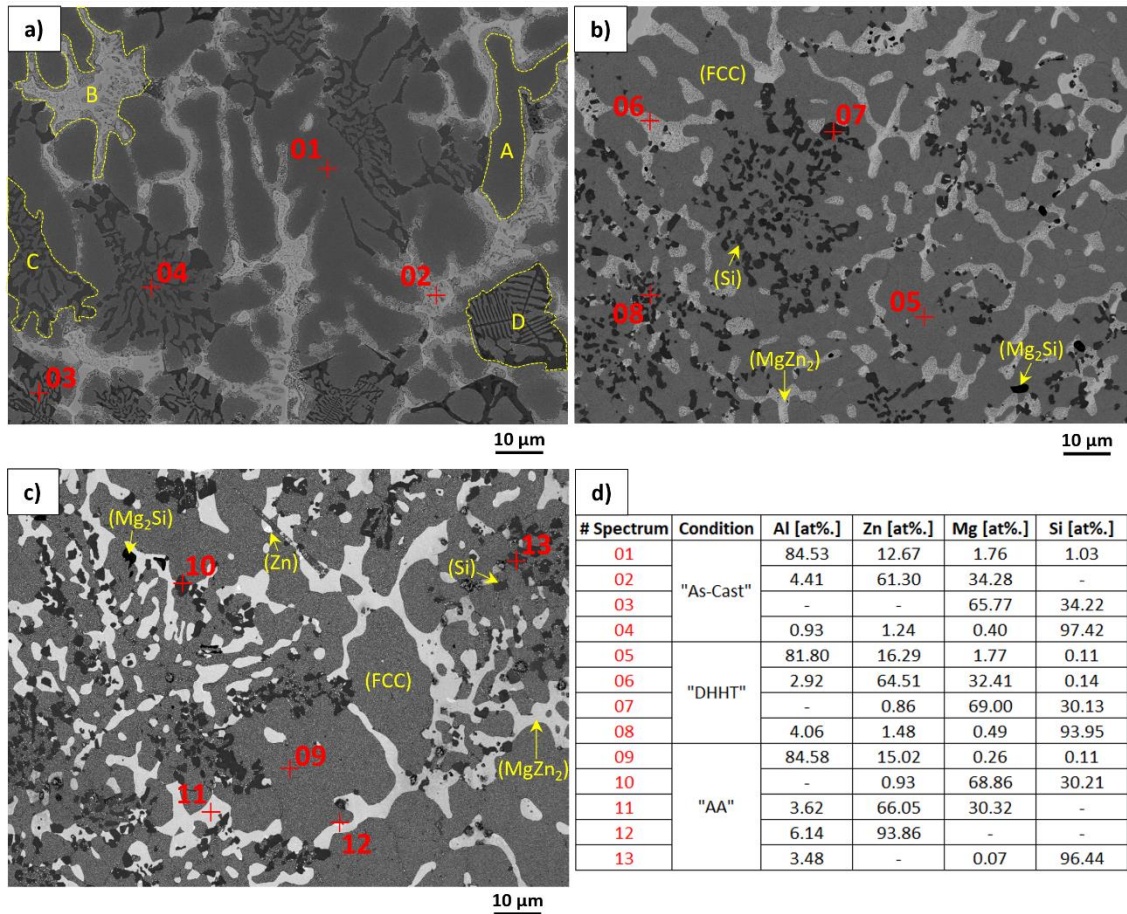 a)
B
A
01
C
04
02
D
03
10 µm
b)
(FCC)
06
07
(Si)
08
05
(MgZn₂)
(Mg₂Si)
10 µm
c)
(Mg₂Si)
10
(Zn)
(Si)
13
(FCC)
09
(MgZn₂)
11
12
10 µm
d)
# Spectrum Condition Al [at%.] Zn [at%.] Mg [at%.] Si [at%.]
01 "As-Cast" 84.53 12.67 1.76 1.03
02 4.41 61.30 34.28 -
03 - - 65.77 34.22
04 0.93 1.24 0.40 97.42
05 "DHHT" 81.80 16.29 1.77 0.11
06 2.92 64.51 32.41 0.14
07 - 0.86 69.00 30.13
08 4.06 1.48 0.49 93.95
09 "AA" 84.58 15.02 0.26 0.11
10 - 0.93 68.86 30.21
11 3.62 66.05 30.32 -
12 6.14 93.86 - -
13 3.48 - 0.07 96.44